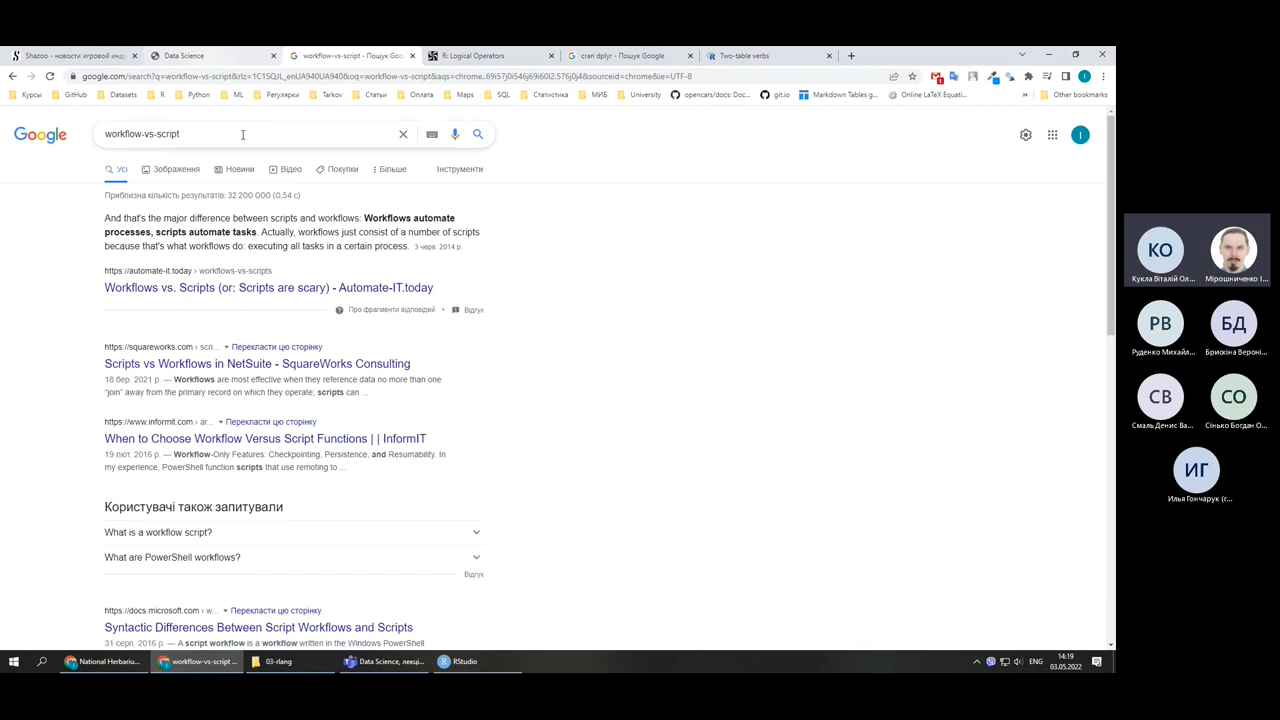 Shazoo - новости игровой инд
Data Science
workflow-vs-script - Пошук Goo
R: Logical Operators
cran dplyr - Пошук Google
Two-table verbs
google.com/search?q=workflow-vs-script&rlz=1C1SQJL_enUA940UA940&oq=workflow-vs-script&aqs=chrome..69i57j0i546j69i60l2.576j0j4&sourceid=chrome&ie=UTF-8
Курсы
GitHub
Datasets
R
Python
ML
Регулярки
Tarkov
Статьи
Оплата
Maps
SQL
Статистика
МИБ
University
opencars/docs: Doc...
git.io
Markdown Tables g...
Online LaTeX Equati...
»
Other bookmarks
Google
workflow-vs-script
І
Усі
Зображення
Новини
Відео
Покупки
Більше
Інструменти
Приблизна кількість результатів: 32 200 000 (0,54 с)
And that's the major difference between scripts and workflows: Workflows automate
processes, scripts automate tasks. Actually, workflows just consist of a number of scripts
because that's what workflows do: executing all tasks in a certain process. 3 черв. 2014 р.
https://automate-it.today › workflows-vs-scripts
Workflows vs. Scripts (or: Scripts are scary) - Automate-IT.today
Про фрагменти відповідей • Відгук
https://squareworks.com › scri... Перекласти цю сторінку
Scripts vs Workflows in NetSuite - SquareWorks Consulting
18 бер. 2021 р. — Workflows are most effective when they reference data no more than one
“join” away from the primary record on which they operate; scripts can ...
https://www.informit.com › ar... Перекласти цю сторінку
When to Choose Workflow Versus Script Functions | | InformIT
19 лют. 2016 р. — Workflow-Only Features: Checkpointing, Persistence, and Resumability. In
my experience, PowerShell function scripts that use remoting to ...
Користувачі також запитували
What is a workflow script?
What are PowerShell workflows?
Відгук
https://docs.microsoft.com › w... Перекласти цю сторінку
Syntactic Differences Between Script Workflows and Scripts
31 серп. 2016 р. — A script workflow is a workflow written in the Windows PowerShell
КО
Кукла Віталій Ол...
Мірошниченко І...
РВ
Руденко Михайл...
БД
Брискіна Вероні...
СВ
Смаль Денис Ва...
СО
Сінько Богдан О...
ИГ
Илья Гончарук (г...
National Herbariu...
workflow-vs-script ...
03-rlang
Data Science, лекці...
RStudio
ENG
14:19
03.05.2022